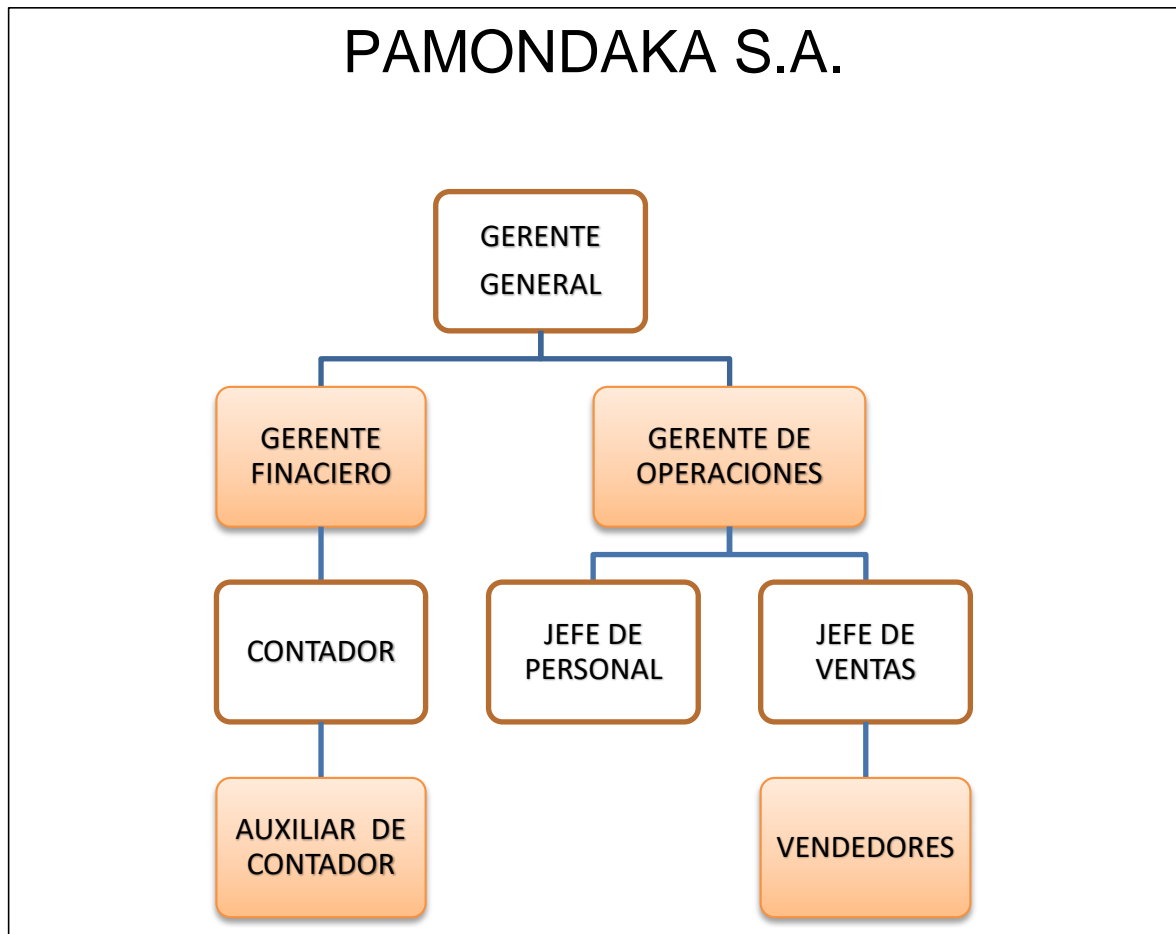 PAMONDAKA S.A.
GERENTE
GENERAL
GERENTE
FINACIERO
GERENTE DE
OPERACIONES
CONTADOR
JEFE DE
PERSONAL
JEFE DE
VENTAS
AUXILIAR DE
CONTADOR
VENDEDORES